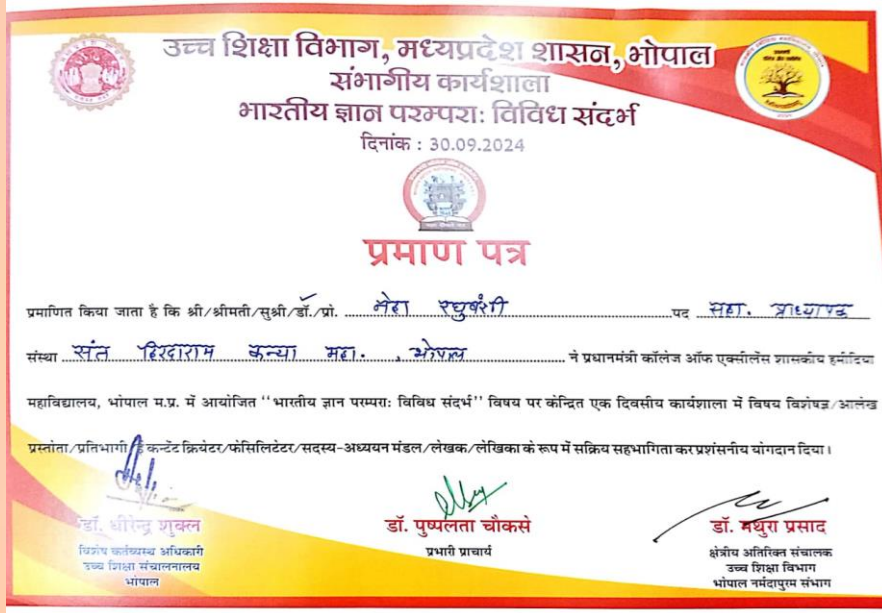 उच्च शिक्षा विभाग, मध्यप्रदेश शासन, भोपाल
संभागीय कार्यशाला
भारतीय ज्ञान परम्परा: विविध संदर्भ
दिनांक : 30.09.2024
प्रमाण पत्र
प्रमाणित किया जाता है कि श्री/श्रीमती/सुश्री/डॉ./प्रो. नेहा रघुवंशी पद सहा. प्राध्यापक
संस्था संत हिरदाराम कन्या महा. , भोपाल ने प्रधानमंत्री कॉलेज ऑफ एक्सीलेंस शासकीय हमीदिया
महाविद्यालय, भोपाल म.प्र. में आयोजित ''भारतीय ज्ञान परम्परा: विविध संदर्भ'' विषय पर केन्द्रित एक दिवसीय कार्यशाला में विषय विशेषज्ञ/आलेख
प्रस्तोता/प्रतिभागी कन्टेंट क्रियेटर/फेसिलिटेटर/सदस्य-अध्ययन मंडल/लेखक/लेखिका के रूप में सक्रिय सहभागिता कर प्रशंसनीय योगदान दिया।
डॉ. धीरेन्द्र शुक्ल
विशेष कर्तव्यस्थ अधिकारी
उच्च शिक्षा संचालनालय
भोपाल
डॉ. पुष्पलता चौकसे
प्रभारी प्राचार्य
डॉ. मथुरा प्रसाद
क्षेत्रीय अतिरिक्त संचालक
उच्च शिक्षा विभाग
भोपाल नर्मदापुरम संभाग